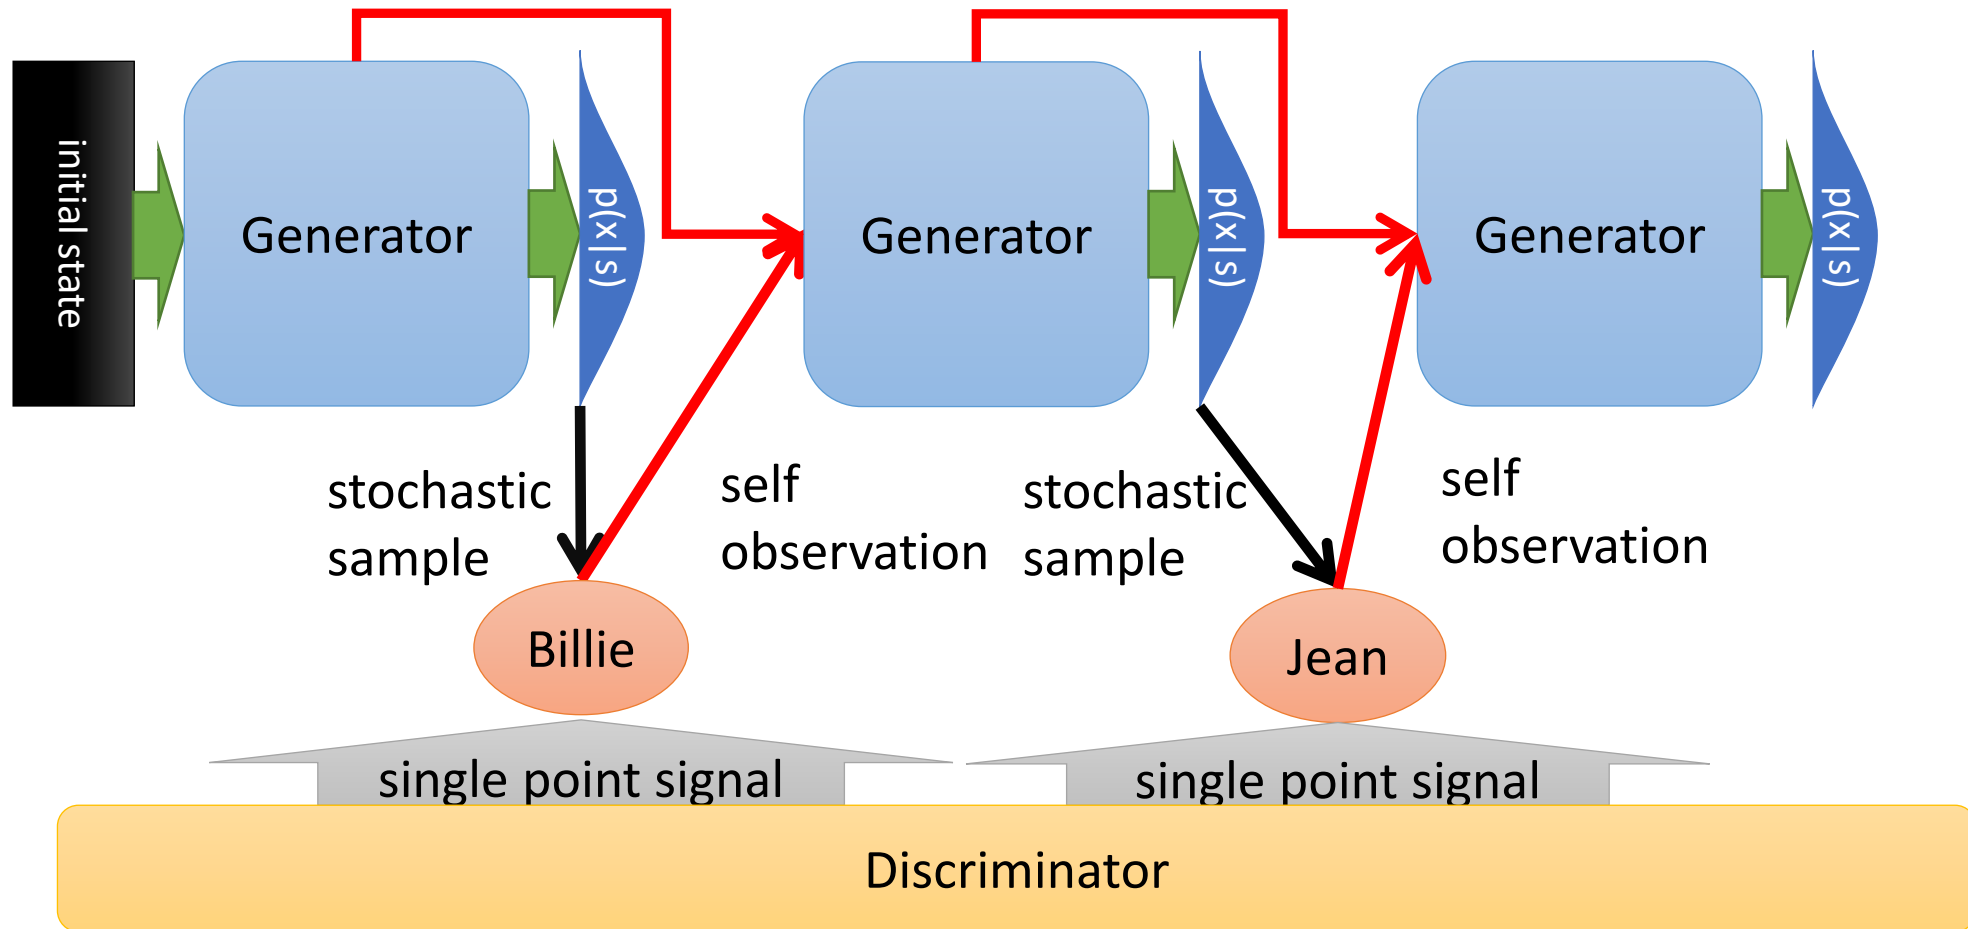 initial state
Generator
p(x|s)
Generator
p(x|s)
Generator
p(x|s)
stochastic
sample
self
observation
stochastic
sample
self
observation
Billie
Jean
single point signal
single point signal
Discriminator